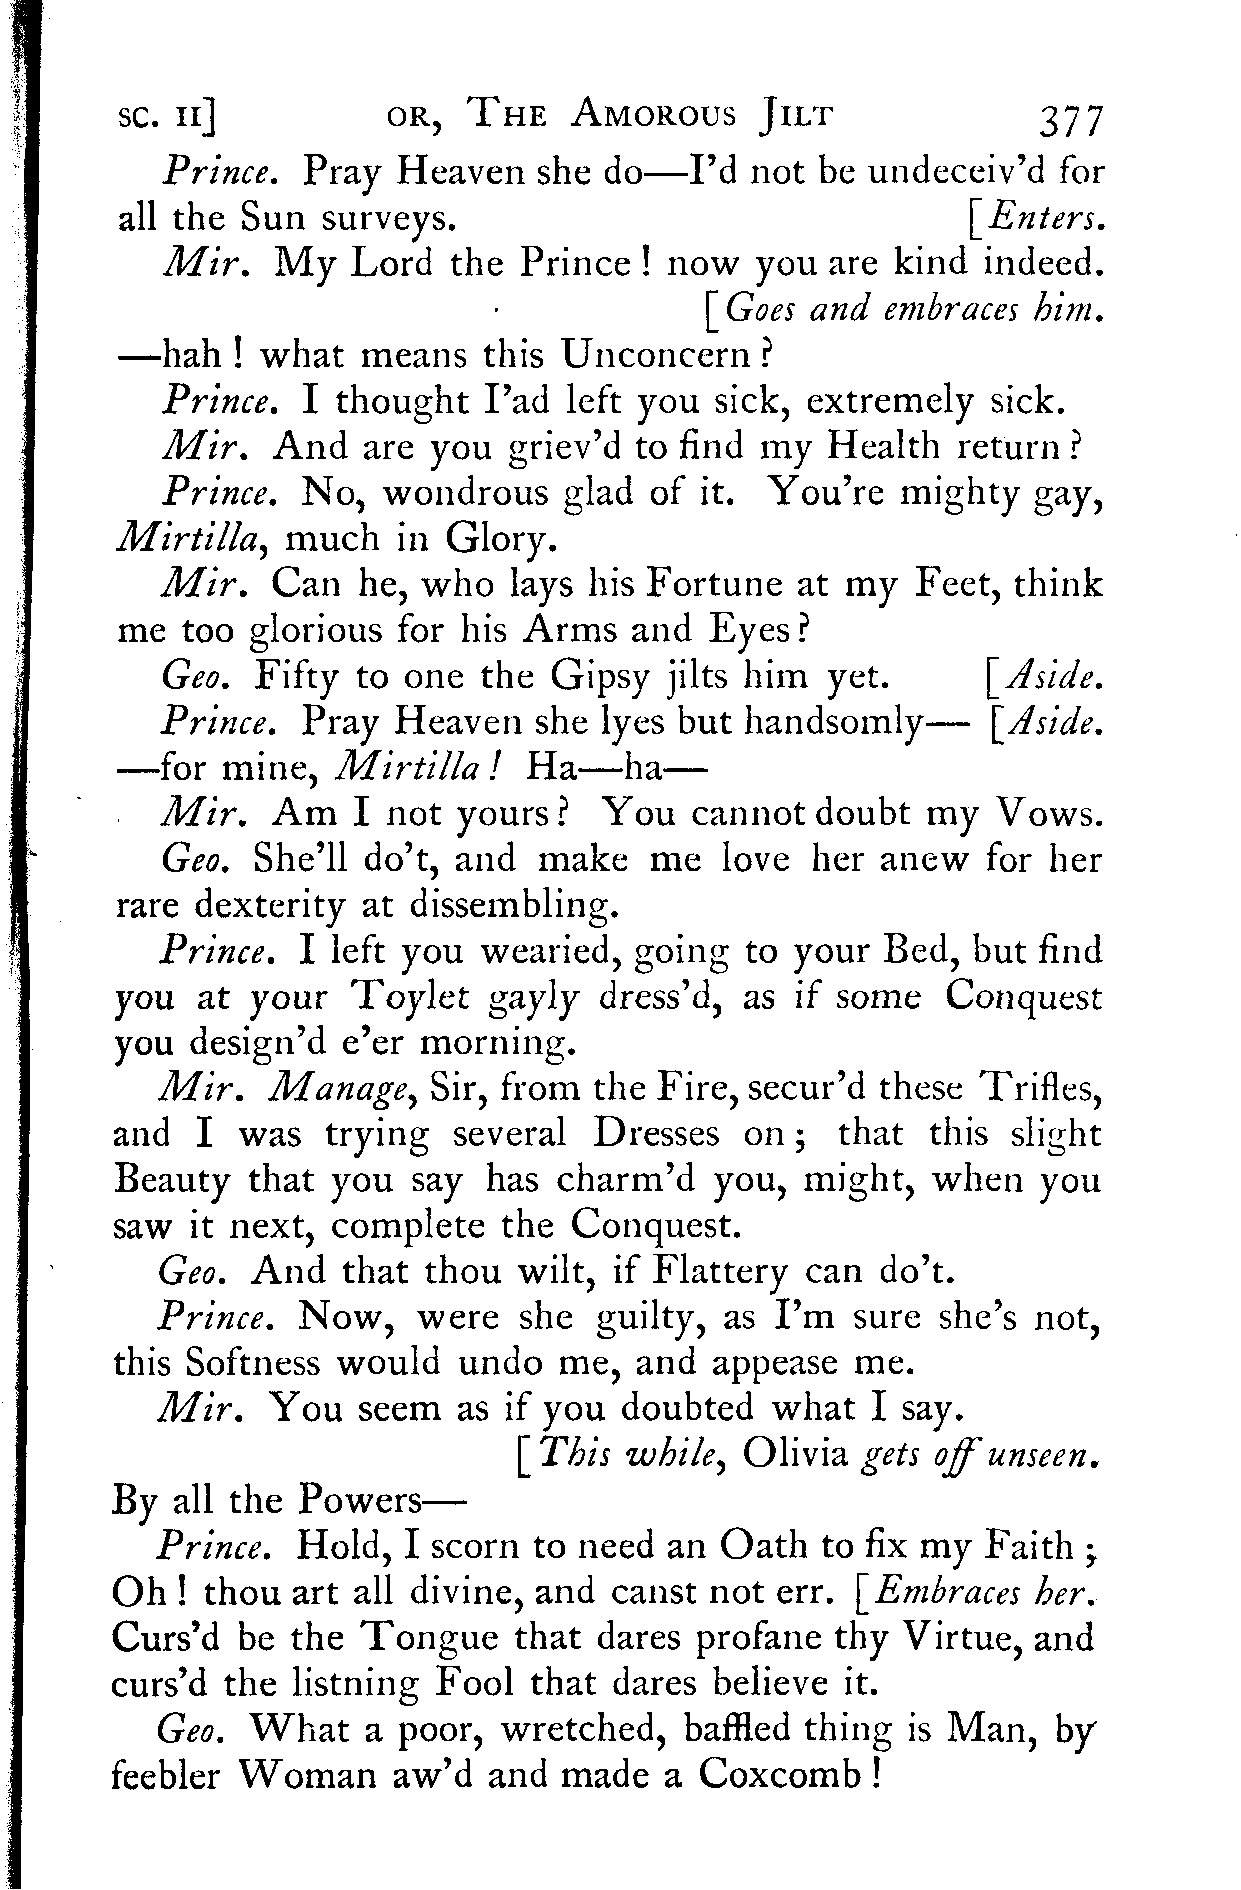 SC. II] OR, THE AMOROUS JILT 377
Prince. Pray Heaven she do—I'd not be undeceiv'd for
all the Sun surveys. [Enters.
Mir. My Lord the Prince! now you are kind indeed.
[Goes and embraces him.
—hah! what means this Unconcern?
Prince. I thought I'ad left you sick, extremely sick.
Mir. And are you griev'd to find my Health return?
Prince. No, wondrous glad of it. You're mighty gay,
Mirtilla, much in Glory.
Mir. Can he, who lays his Fortune at my Feet, think
me too glorious for his Arms and Eyes?
Geo. Fifty to one the Gipsy jilts him yet. [Aside.
Prince. Pray Heaven she lyes but handsomly— [Aside.
—for mine, Mirtilla! Ha—ha—
Mir. Am I not yours? You cannot doubt my Vows.
Geo. She'll do't, and make me love her anew for her
rare dexterity at dissembling.
Prince. I left you wearied, going to your Bed, but find
you at your Toylet gayly dress'd, as if some Conquest
you design'd e'er morning.
Mir. Manage, Sir, from the Fire, secur'd these Trifles,
and I was trying several Dresses on; that this slight
Beauty that you say has charm'd you, might, when you
saw it next, complete the Conquest.
Geo. And that thou wilt, if Flattery can do't.
Prince. Now, were she guilty, as I'm sure she's not,
this Softness would undo me, and appease me.
Mir. You seem as if you doubted what I say.
[This while, Olivia gets off unseen.
By all the Powers—
Prince. Hold, I scorn to need an Oath to fix my Faith;
Oh! thou art all divine, and canst not err. [Embraces her.
Curs'd be the Tongue that dares profane thy Virtue, and
curs'd the listning Fool that dares believe it.
Geo. What a poor, wretched, baffled thing is Man, by
feebler Woman aw'd and made a Coxcomb!